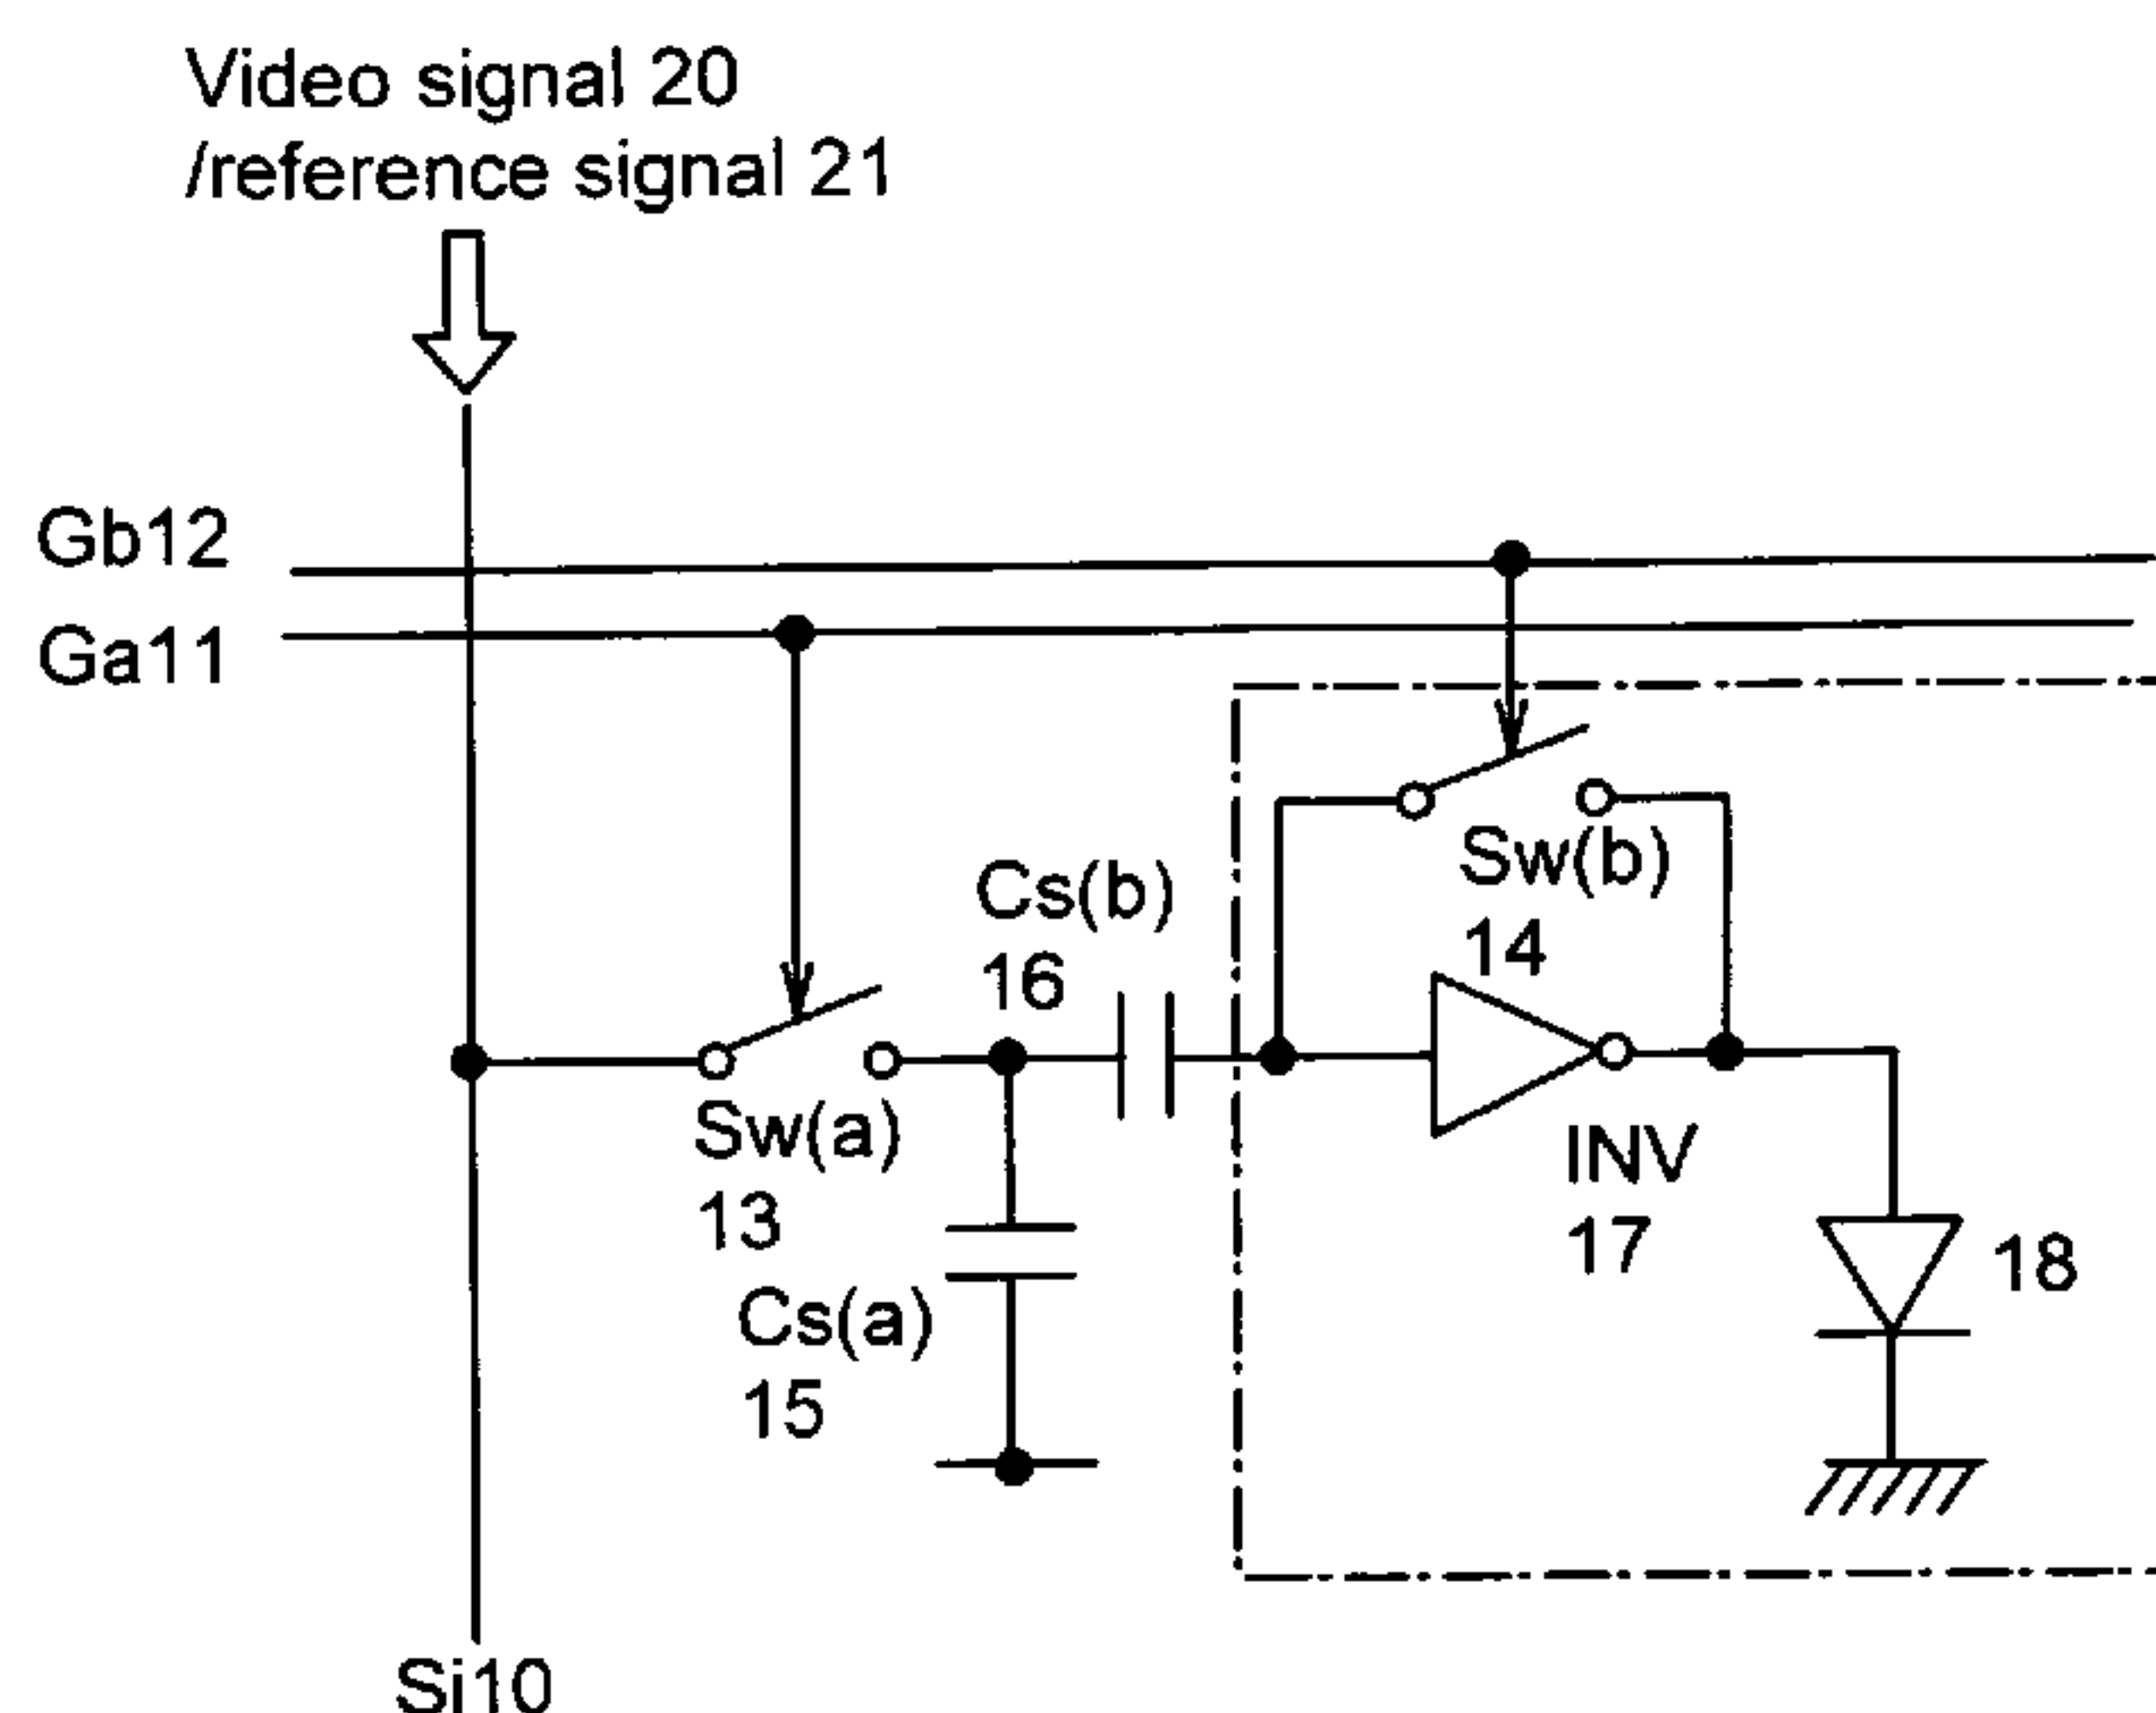 Video signal 20
/reference signal 21
Gb12
Ga11
Sw(b)
14
Cs(b)
16
Sw(a)
13
INV
17
18
Cs(a)
15
Si10